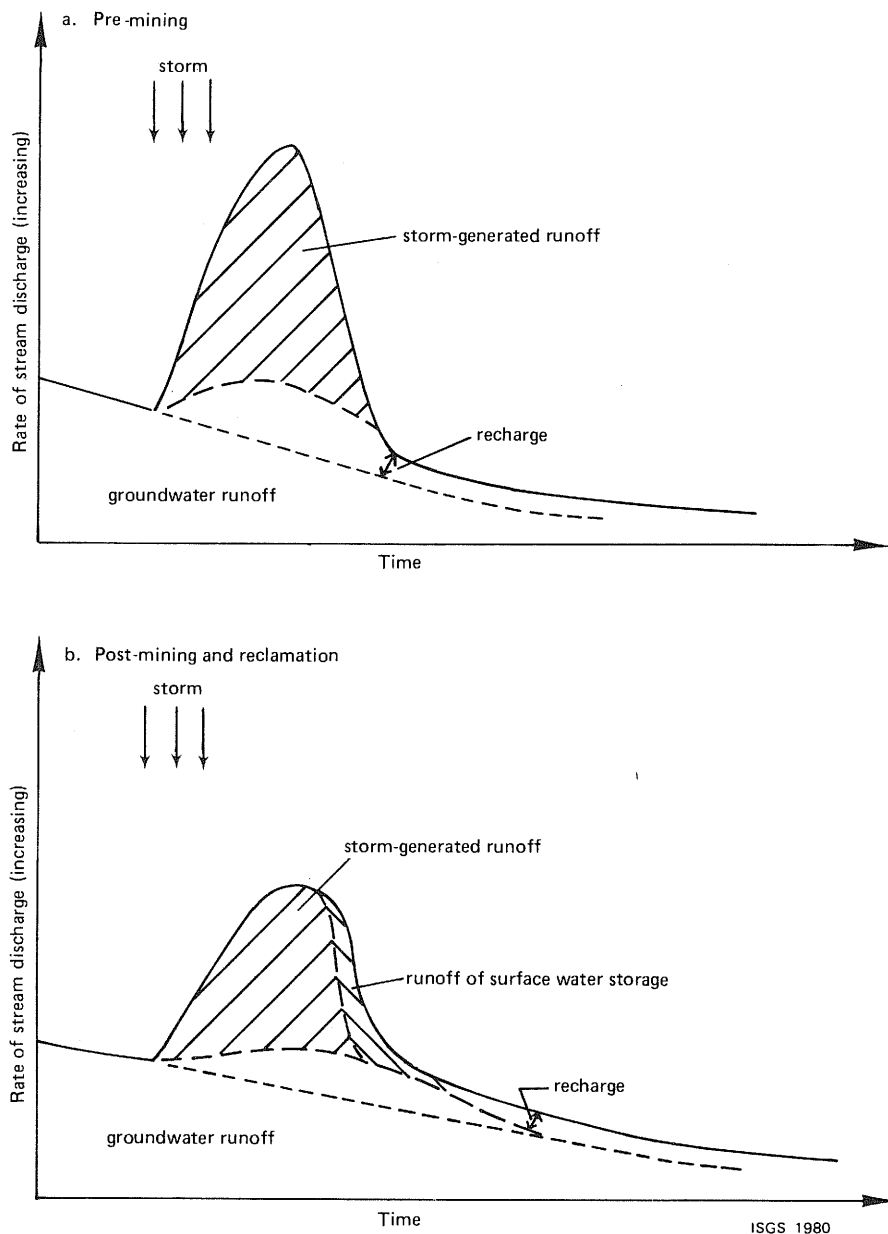 a. Pre-mining
storm
Rate of stream discharge (increasing)
storm-generated runoff
recharge
groundwater runoff
Time
b. Post-mining and reclamation
storm
Rate of stream discharge (increasing)
storm-generated runoff
runoff of surface water storage
recharge
groundwater runoff
Time
ISGS 1980